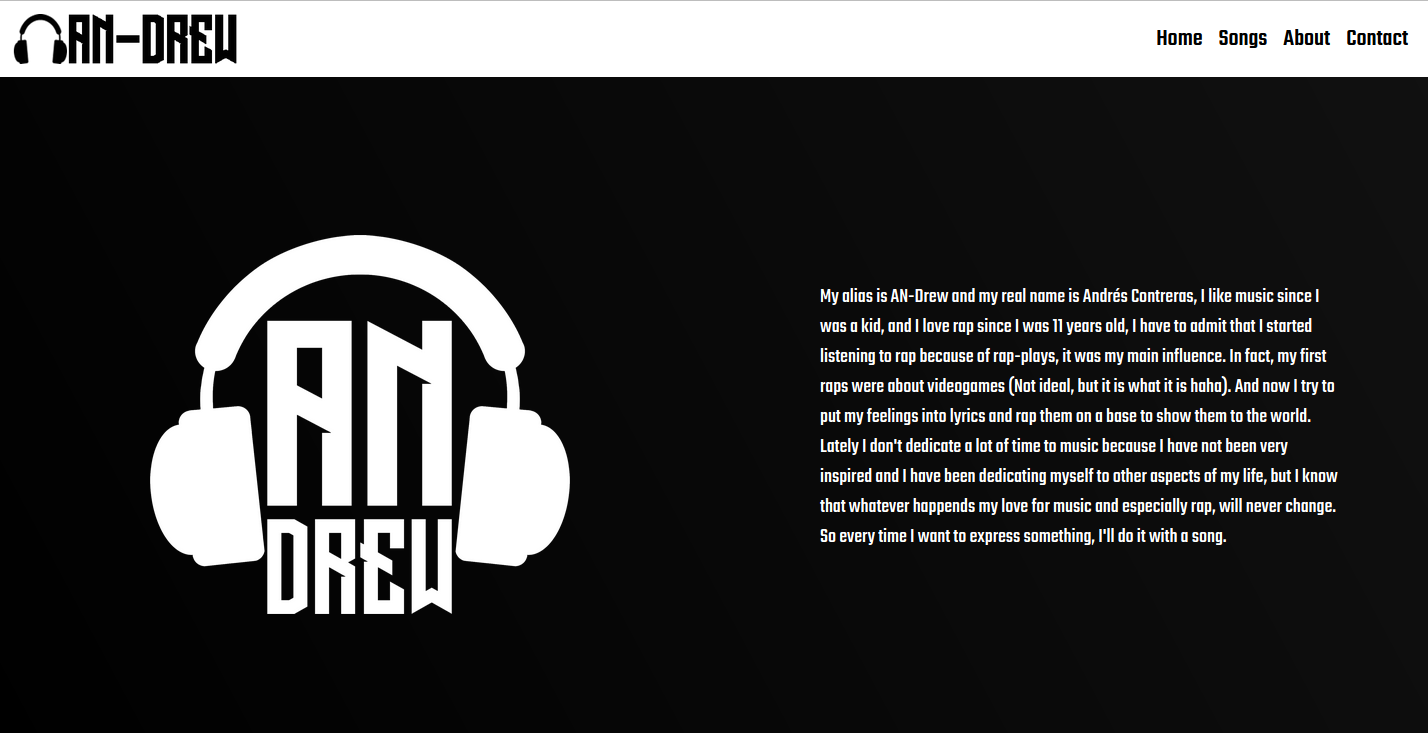 AN-DREW
Home Songs About Contact
AN
DREW
My alias is AN-Drew and my real name is Andrés Contreras, I like music since I
was a kid, and I love rap since I was 11 years old, I have to admit that I started
listening to rap because of rap-plays, it was my main influence. In fact, my first
raps were about videogames (Not ideal, but it is what it is haha). And now I try to
put my feelings into lyrics and rap them on a base to show them to the world.
Lately I don't dedicate a lot of time to music because I have not been very
inspired and I have been dedicating myself to other aspects of my life, but I know
that whatever happends my love for music and especially rap, will never change.
So every time I want to express something, I'll do it with a song.